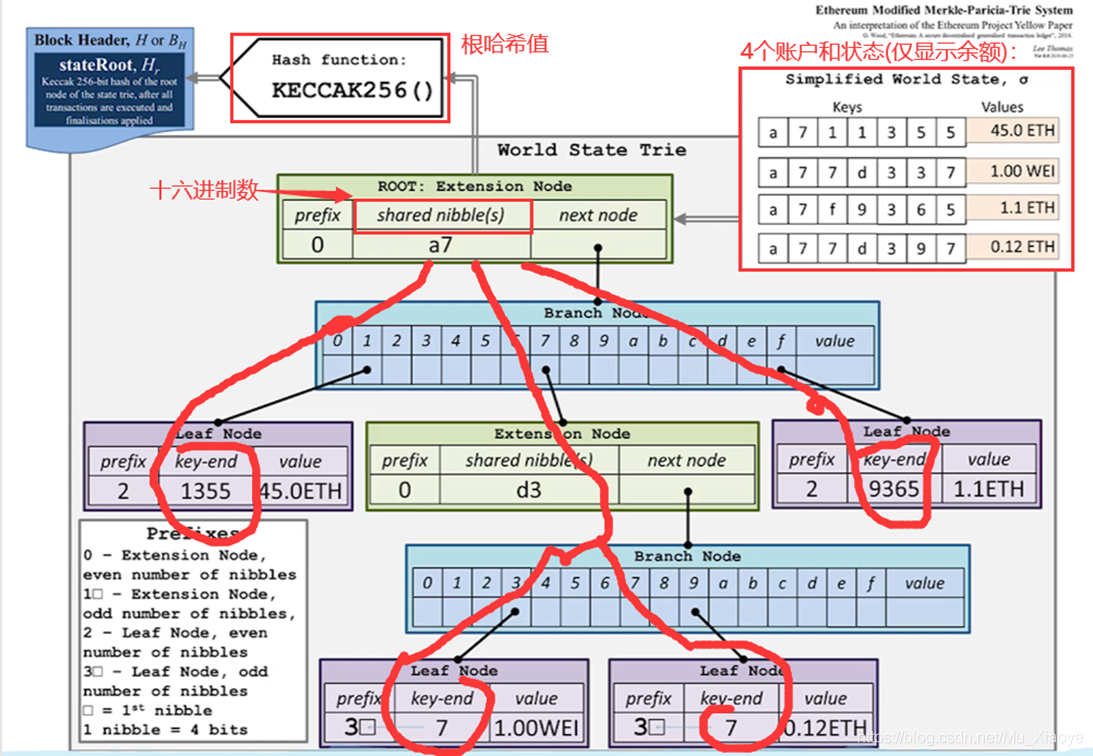 Ethereum Modified Merkle-Paricia-Trie System
An interpretation of the Ethereum Project Yellow Paper
G. Wood, "Ethereum: A secure decentralised generalised transaction ledger", 2014.
Lee Thomas
Block Header, H or B_H
stateRoot, H_r
Keccak 256-bit hash of the root
node of the state trie, after all
transactions are executed and
finalisations applied
Hash function:
KECCAK256()
根哈希值
4个账户和状态(仅显示余额)：
Simplified World State, σ
Keys Values
a 7 1 1 3 5 5 45.0 ETH
a 7 7 d 3 3 7 1.00 WEI
a 7 f 9 3 6 5 1.1 ETH
a 7 7 d 3 9 7 0.12 ETH
World State Trie
十六进制数
ROOT: Extension Node
prefix shared nibble(s) next node
0 a7
Branch Node
0 1 2 3 4 5 6 7 8 9 a b c d e f value
Leaf Node
prefix key-end value
2 1355 45.0ETH
Extension Node
prefix shared nibble(s) next node
0 d3
Leaf Node
prefix key-end value
2 9365 1.1ETH
Branch Node
0 1 2 3 4 5 6 7 8 9 a b c d e f value
Leaf Node
prefix key-end value
3□ 7 1.00WEI
Leaf Node
prefix key-end value
3□ 7 0.12ETH
Prefixes
0 – Extension Node,
even number of nibbles
1□ – Extension Node,
odd number of nibbles,
2 – Leaf Node, even
number of nibbles
3□ – Leaf Node, odd
number of nibbles
□ = 1st nibble
1 nibble = 4 bits
https://blog.csdn.net/Mu_Xiaoye